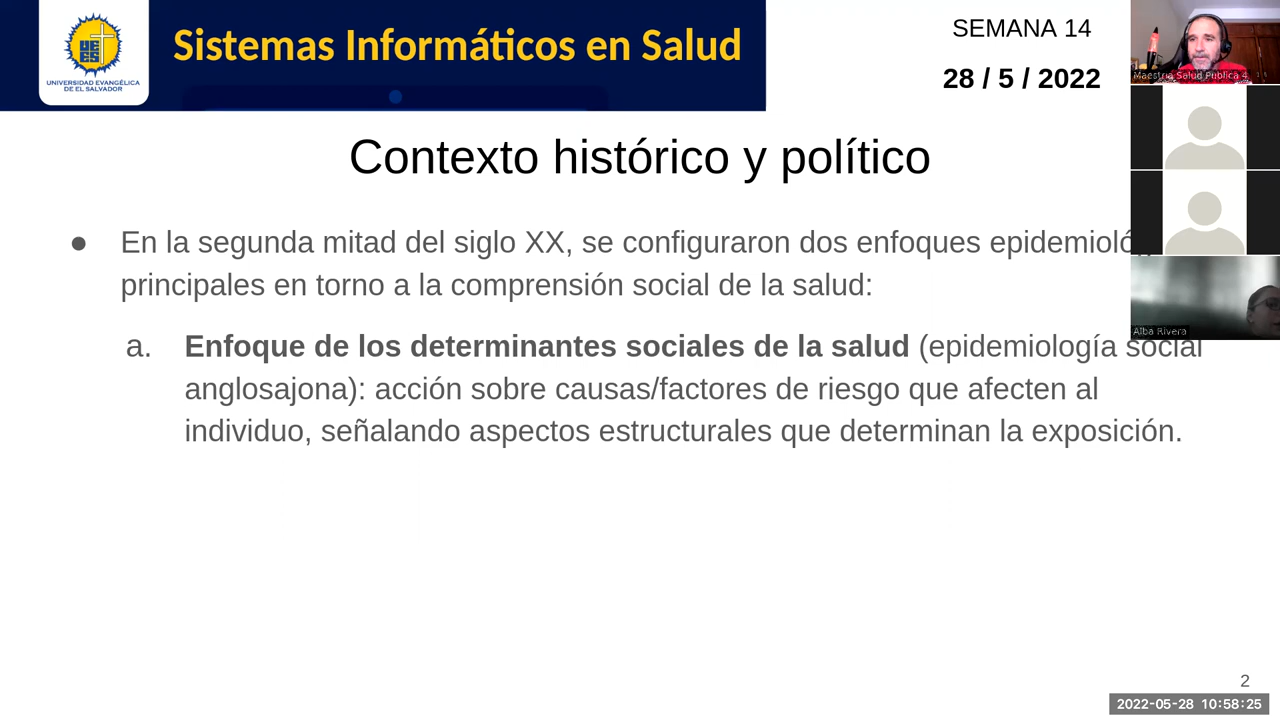 UNIVERSIDAD EVANGÉLICA
DE EL SALVADOR
Sistemas Informáticos en Salud
SEMANA 14
28 / 5 / 2022
Maestria Salud Publica 4
Contexto histórico y político
● En la segunda mitad del siglo XX, se configuraron dos enfoques
principales en torno a la comprensión social de la salud:
Alba Rivera
a. Enfoque de los determinantes sociales de la salud (epidemiología social
anglosajona): acción sobre causas/factores de riesgo que afecten al
individuo, señalando aspectos estructurales que determinan la exposición.
2
2022-05-28 10:58:25